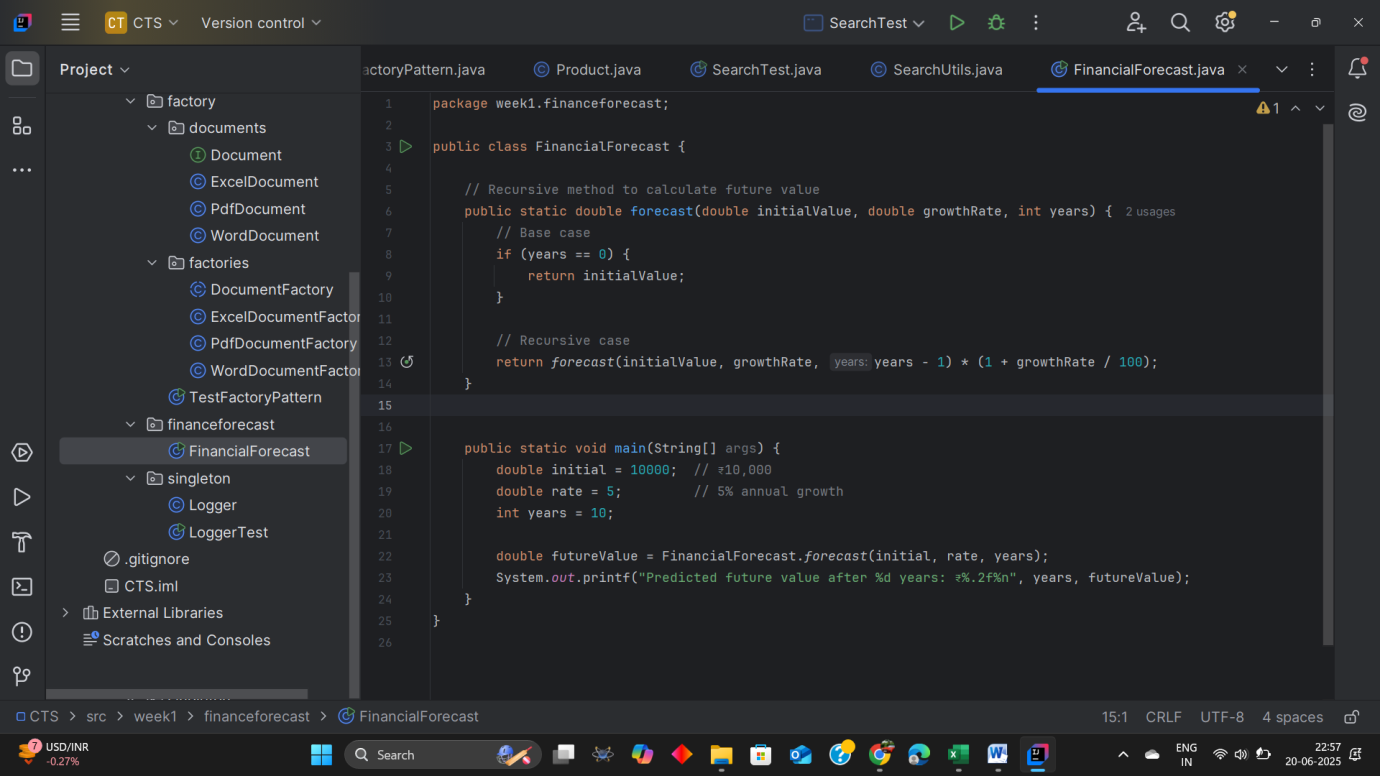 CT CTS Version control SearchTest
Project
actoryPattern.java Product.java SearchTest.java SearchUtils.java FinancialForecast.java
factory
documents
Document
ExcelDocument
PdfDocument
WordDocument
factories
DocumentFactory
ExcelDocumentFactor
PdfDocumentFactory
WordDocumentFactor
TestFactoryPattern
financeforecast
FinancialForecast
singleton
Logger
LoggerTest
.gitignore
CTS.iml
External Libraries
Scratches and Consoles
1 package week1.financeforecast;
1
2
3 public class FinancialForecast {
4
5 // Recursive method to calculate future value
6 public static double forecast(double initialValue, double growthRate, int years) { 2 usages
7 // Base case
8 if (years == 0) {
9 return initialValue;
10 }
11
12 // Recursive case
13 return forecast(initialValue, growthRate, years: years - 1) * (1 + growthRate / 100);
14 }
15
16
17 public static void main(String[] args) {
18 double initial = 10000; // ₹10,000
19 double rate = 5; // 5% annual growth
20 int years = 10;
21
22 double futureValue = FinancialForecast.forecast(initial, rate, years);
23 System.out.printf("Predicted future value after %d years: ₹%.2f%n", years, futureValue);
24 }
25 }
26
CTS > src > week1 > financeforecast > FinancialForecast
15:1 CRLF UTF-8 4 spaces
7 USD/INR
-0.27%
Search
ENG
IN
22:57
20-06-2025